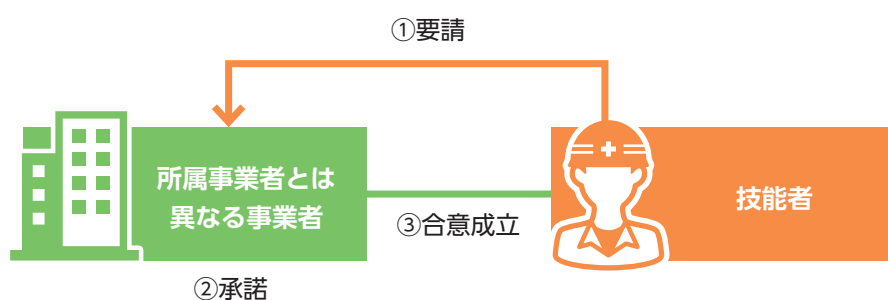 ①要請
所属事業者とは
異なる事業者
技能者
③合意成立
②承諾